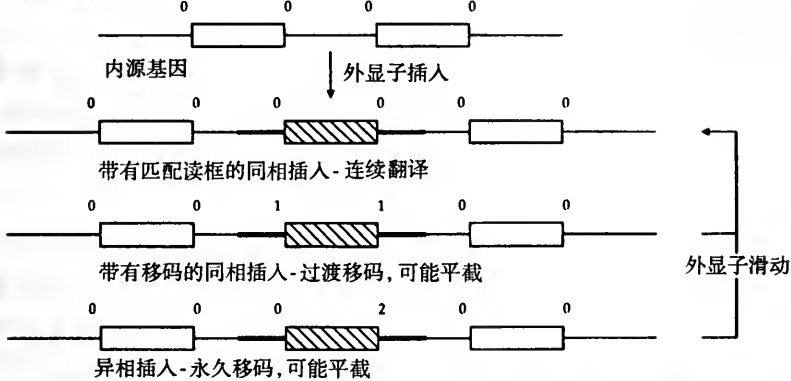 0 0 0 0
内源基因
外显子插入
0 0 0 0 0 0
带有匹配读框的同相插入-连续翻译
0 0 1 1 0 0
带有移码的同相插入-过渡移码,可能平截
外显子滑动
0 0 0 2 0 0
异相插入-永久移码,可能平截